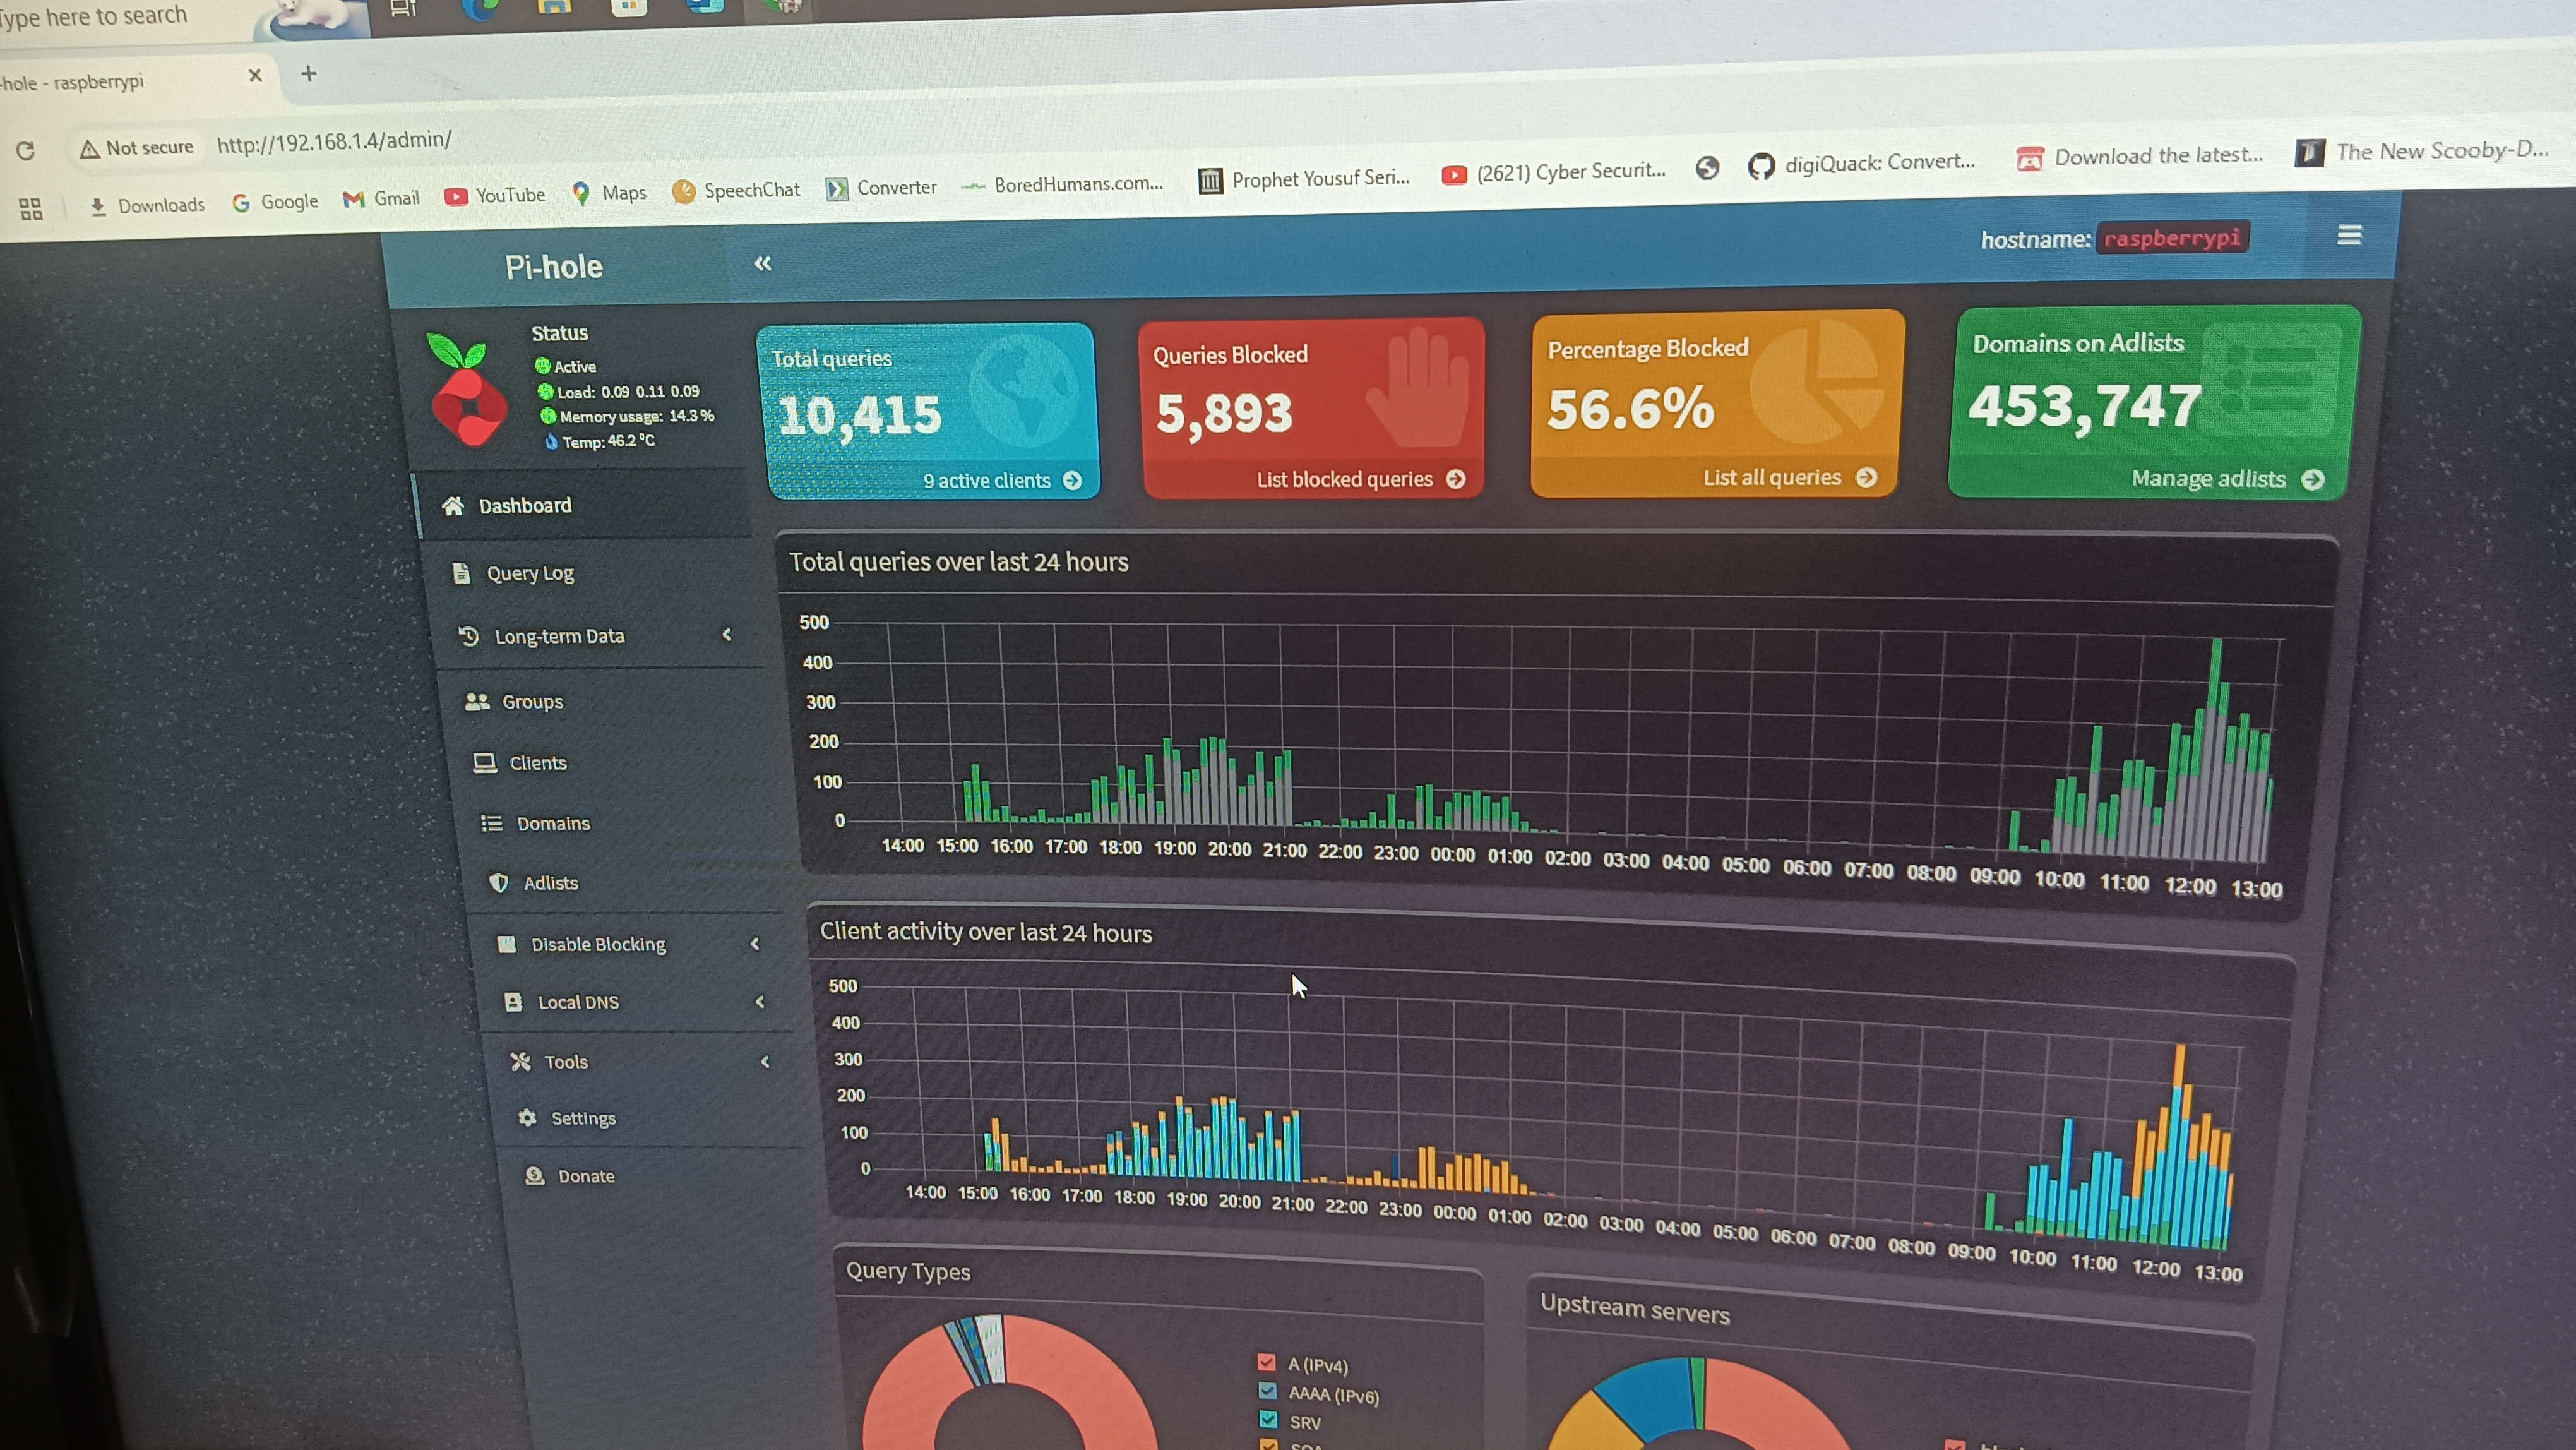 Type here to search
-hole - raspberrypi
Not secure http://192.168.1.4/admin/
Downloads Google Gmail YouTube Maps SpeechChat Converter BoredHumans.com... Prophet Yousuf Seri... (2621) Cyber Securit... digiQuack: Convert... Download the latest... The New Scooby-D...
Pi-hole
hostname: raspberrypi
Status
Active
Load: 0.09 0.11 0.09
Memory usage: 14.3 %
Temp: 46.2 °C
Total queries
10,415
9 active clients
Queries Blocked
5,893
List blocked queries
Percentage Blocked
56.6%
List all queries
Domains on Adlists
453,747
Manage adlists
Dashboard
Query Log
Long-term Data
Groups
Clients
Domains
Adlists
Disable Blocking
Local DNS
Tools
Settings
Donate
Total queries over last 24 hours
500
400
300
200
100
0
14:00 15:00 16:00 17:00 18:00 19:00 20:00 21:00 22:00 23:00 00:00 01:00 02:00 03:00 04:00 05:00 06:00 07:00 08:00 09:00 10:00 11:00 12:00 13:00
Client activity over last 24 hours
500
400
300
200
100
0
14:00 15:00 16:00 17:00 18:00 19:00 20:00 21:00 22:00 23:00 00:00 01:00 02:00 03:00 04:00 05:00 06:00 07:00 08:00 09:00 10:00 11:00 12:00 13:00
Query Types
A (IPv4)
AAAA (IPv6)
SRV
Upstream servers